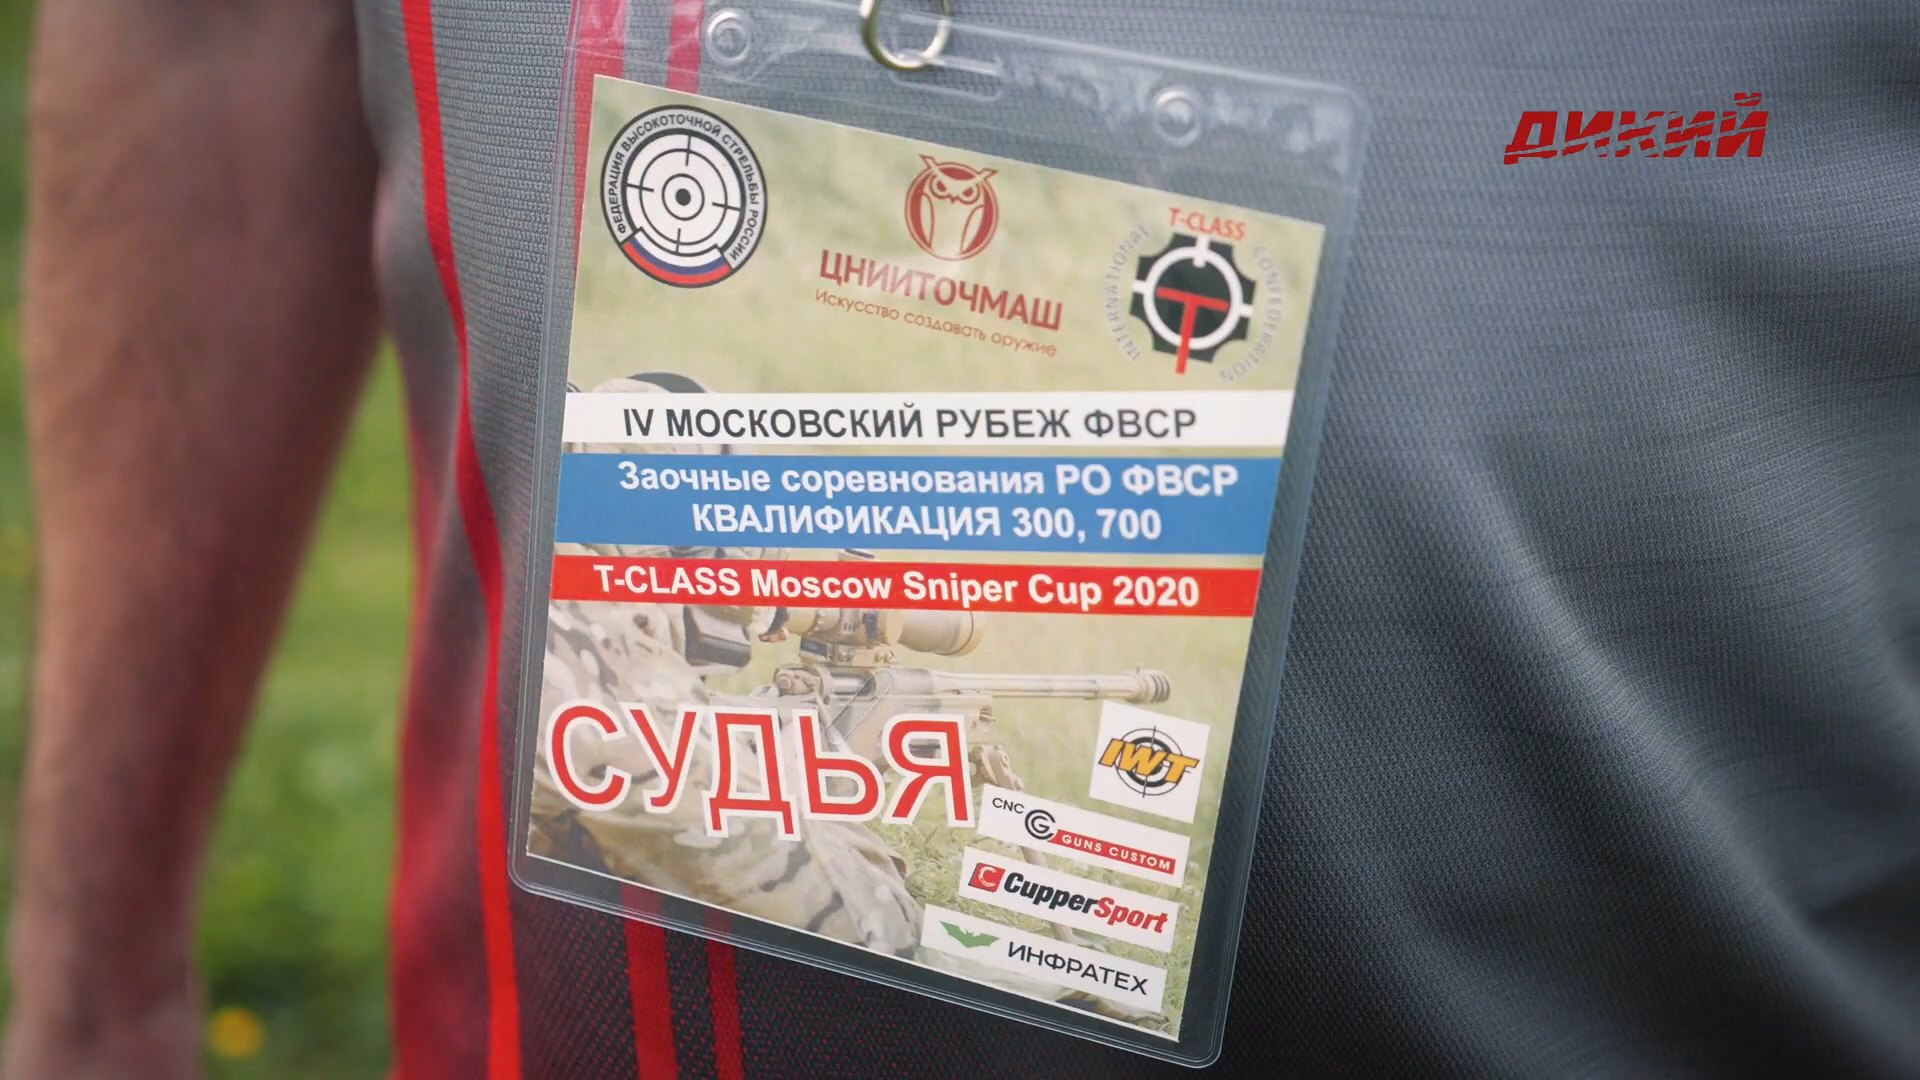 ДИКИЙ
ФЕДЕРАЦИЯ ВЫСОКОТОЧНОЙ СТРЕЛЬБЫ РОССИИ
ЦНИИТОЧМАШ
Искусство создавать оружие
T-CLASS
INTERNATIONAL CONFEDERATION
T
IV МОСКОВСКИЙ РУБЕЖ ФВСР
Заочные соревнования РО ФВСР
КВАЛИФИКАЦИЯ 300, 700
T-CLASS Moscow Sniper Cup 2020
СУДЬЯ
IWT
CNC G GUNS CUSTOM
C CupperSport
ИНФРАТЕХ